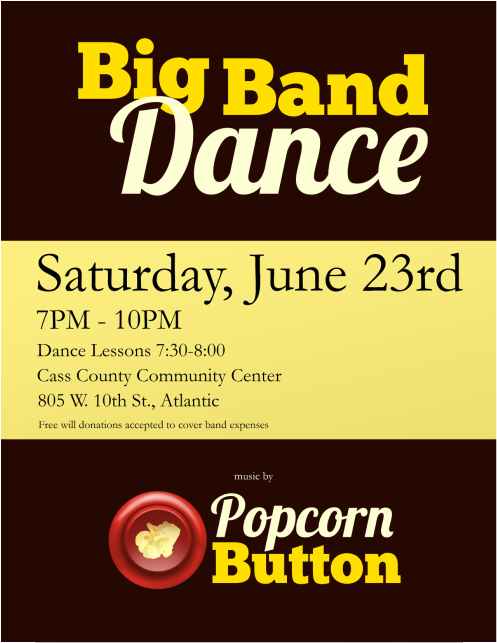 Big Band
Dance
Saturday, June 23rd
7PM - 10PM
Dance Lessons 7:30-8:00
Cass County Community Center
805 W. 10th St., Atlantic
Free will donations accepted to cover band expenses
music by
Popcorn
Button